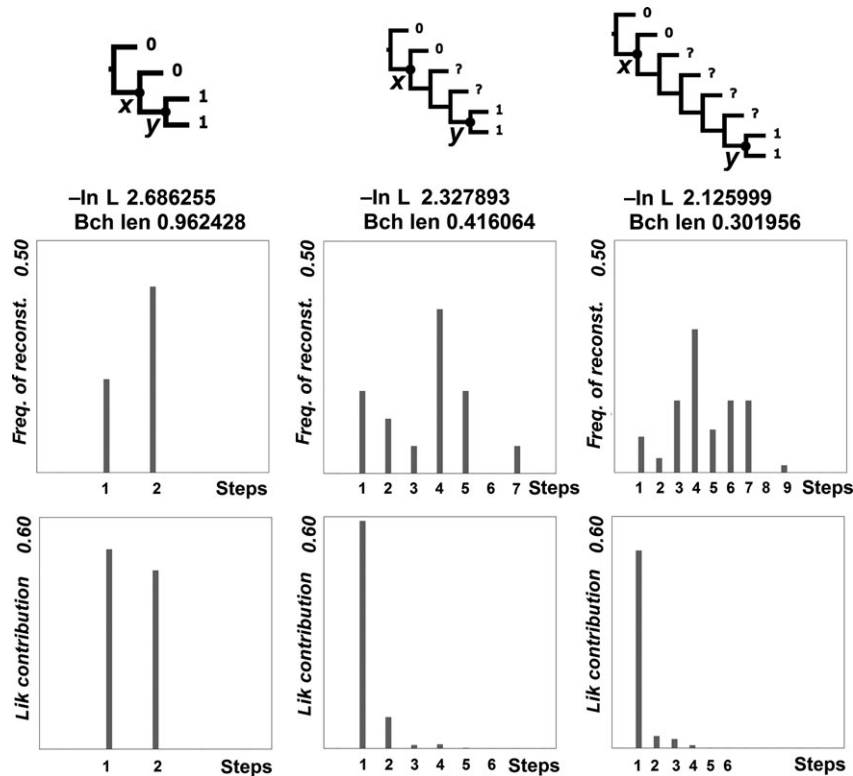 0
0
x
1
y
1
0
0
x
?
?
1
y
1
0
0
x
?
?
?
?
1
y
1
–ln L 2.686255
Bch len 0.962428
–ln L 2.327893
Bch len 0.416064
–ln L 2.125999
Bch len 0.301956
Freq. of reconst. 0.50
1 2 Steps
Freq. of reconst. 0.50
1 2 3 4 5 6 7 Steps
Freq. of reconst. 0.50
1 2 3 4 5 6 7 8 9 Steps
Lik contribution 0.60
1 2 Steps
Lik contribution 0.60
1 2 3 4 5 6 Steps
Lik contribution 0.60
1 2 3 4 5 6 Steps